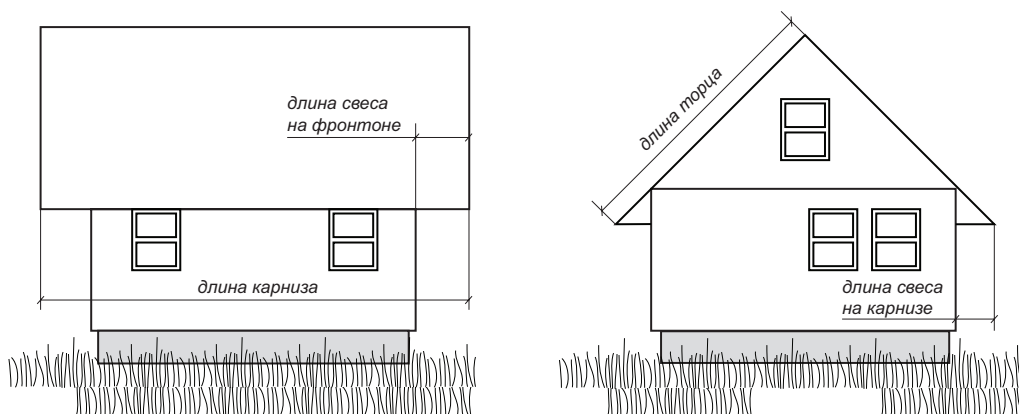 длина свеса
на фронтоне
длина карниза
длина торца
длина свеса
на карнизе